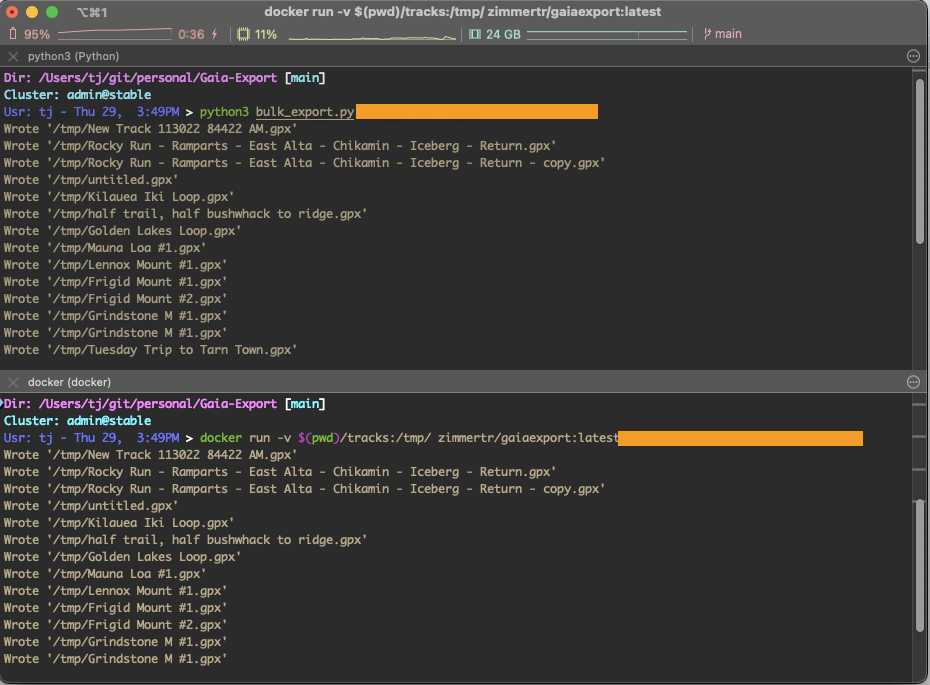 ⌥⌘1
docker run -v $(pwd)/tracks:/tmp/ zimmertr/gaiaexport:latest
95% 0:36 11% 24 GB main
python3 (Python)
Dir: /Users/tj/git/personal/Gaia-Export [main]
Cluster: admin@stable
Usr: tj - Thu 29,  3:49PM > python3 bulk_export.py
Wrote '/tmp/New Track 113022 84422 AM.gpx'
Wrote '/tmp/Rocky Run - Ramparts - East Alta - Chikamin - Iceberg - Return.gpx'
Wrote '/tmp/Rocky Run - Ramparts - East Alta - Chikamin - Iceberg - Return - copy.gpx'
Wrote '/tmp/untitled.gpx'
Wrote '/tmp/Kilauea Iki Loop.gpx'
Wrote '/tmp/half trail, half bushwhack to ridge.gpx'
Wrote '/tmp/Golden Lakes Loop.gpx'
Wrote '/tmp/Mauna Loa #1.gpx'
Wrote '/tmp/Lennox Mount #1.gpx'
Wrote '/tmp/Frigid Mount #1.gpx'
Wrote '/tmp/Frigid Mount #2.gpx'
Wrote '/tmp/Grindstone M #1.gpx'
Wrote '/tmp/Grindstone M #1.gpx'
Wrote '/tmp/Tuesday Trip to Tarn Town.gpx'
docker (docker)
Dir: /Users/tj/git/personal/Gaia-Export [main]
Cluster: admin@stable
Usr: tj - Thu 29,  3:49PM > docker run -v $(pwd)/tracks:/tmp/ zimmertr/gaiaexport:latest
Wrote '/tmp/New Track 113022 84422 AM.gpx'
Wrote '/tmp/Rocky Run - Ramparts - East Alta - Chikamin - Iceberg - Return.gpx'
Wrote '/tmp/Rocky Run - Ramparts - East Alta - Chikamin - Iceberg - Return - copy.gpx'
Wrote '/tmp/untitled.gpx'
Wrote '/tmp/Kilauea Iki Loop.gpx'
Wrote '/tmp/half trail, half bushwhack to ridge.gpx'
Wrote '/tmp/Golden Lakes Loop.gpx'
Wrote '/tmp/Mauna Loa #1.gpx'
Wrote '/tmp/Lennox Mount #1.gpx'
Wrote '/tmp/Frigid Mount #1.gpx'
Wrote '/tmp/Frigid Mount #2.gpx'
Wrote '/tmp/Grindstone M #1.gpx'
Wrote '/tmp/Grindstone M #1.gpx'